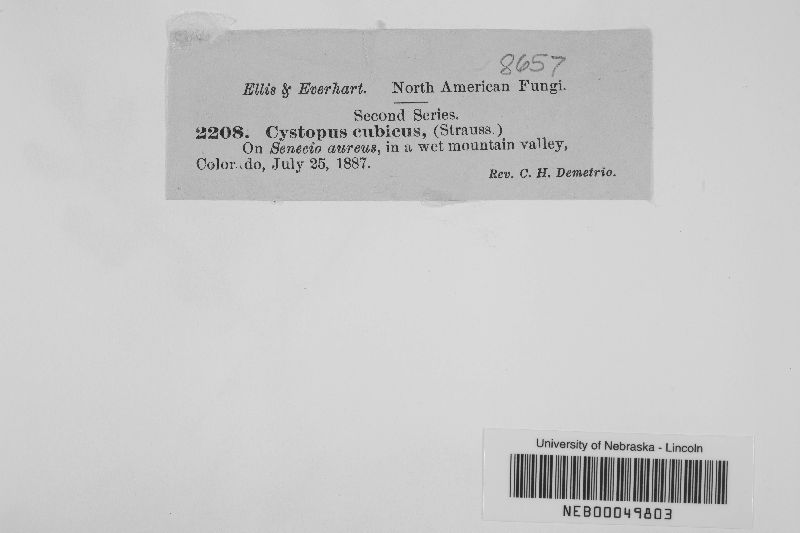 8657
Ellis & Everhart. North American Fungi.
Second Series.
2208. Cystopus cubicus, (Strauss.)
On Senecio aureus, in a wet mountain valley,
Colorado, July 25, 1887.
Rev. C. H. Demetrio.
University of Nebraska - Lincoln
NEB00049803